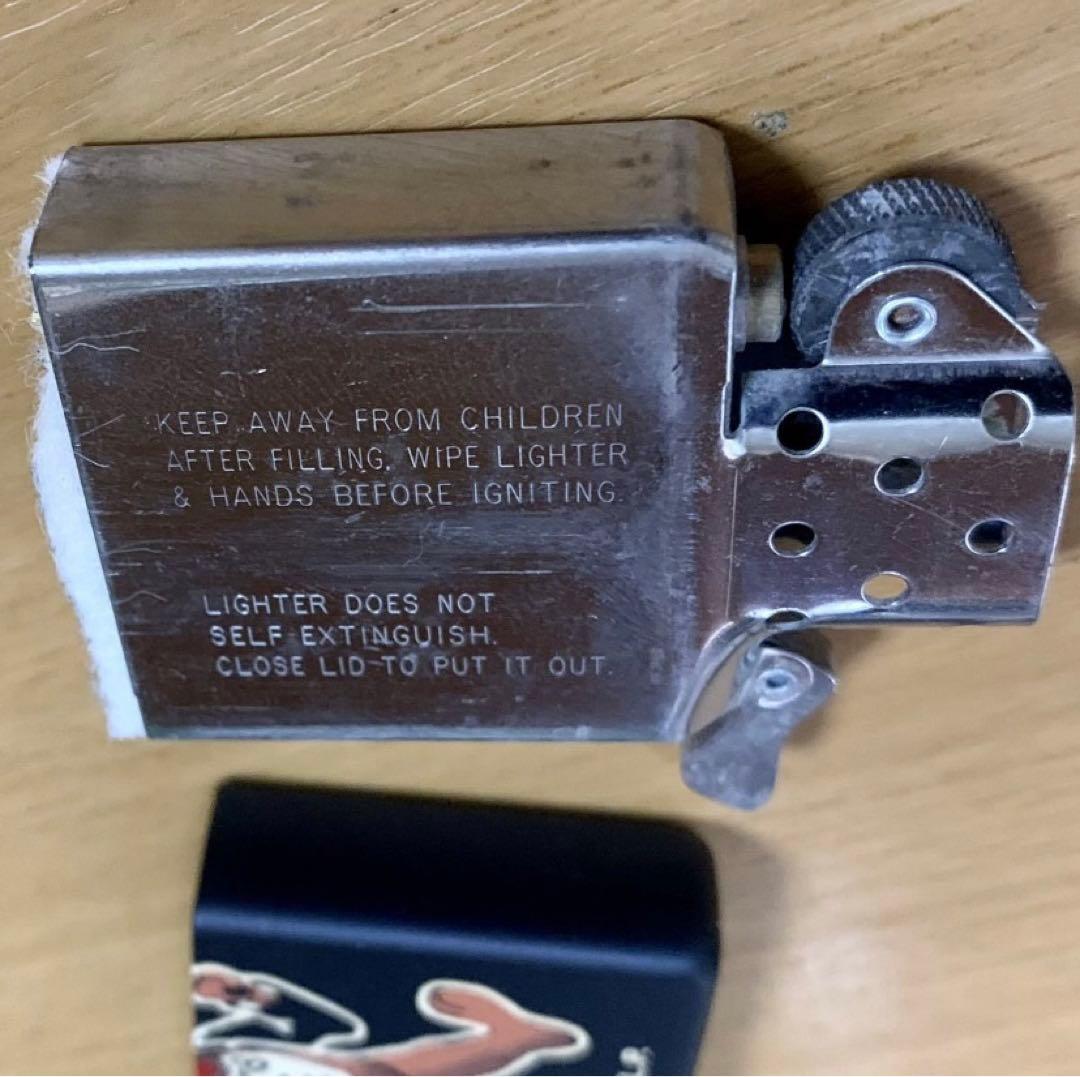 KEEP AWAY FROM CHILDREN
AFTER FILLING, WIPE LIGHTER
& HANDS BEFORE IGNITING.
LIGHTER DOES NOT
SELF EXTINGUISH.
CLOSE LID TO PUT IT OUT.